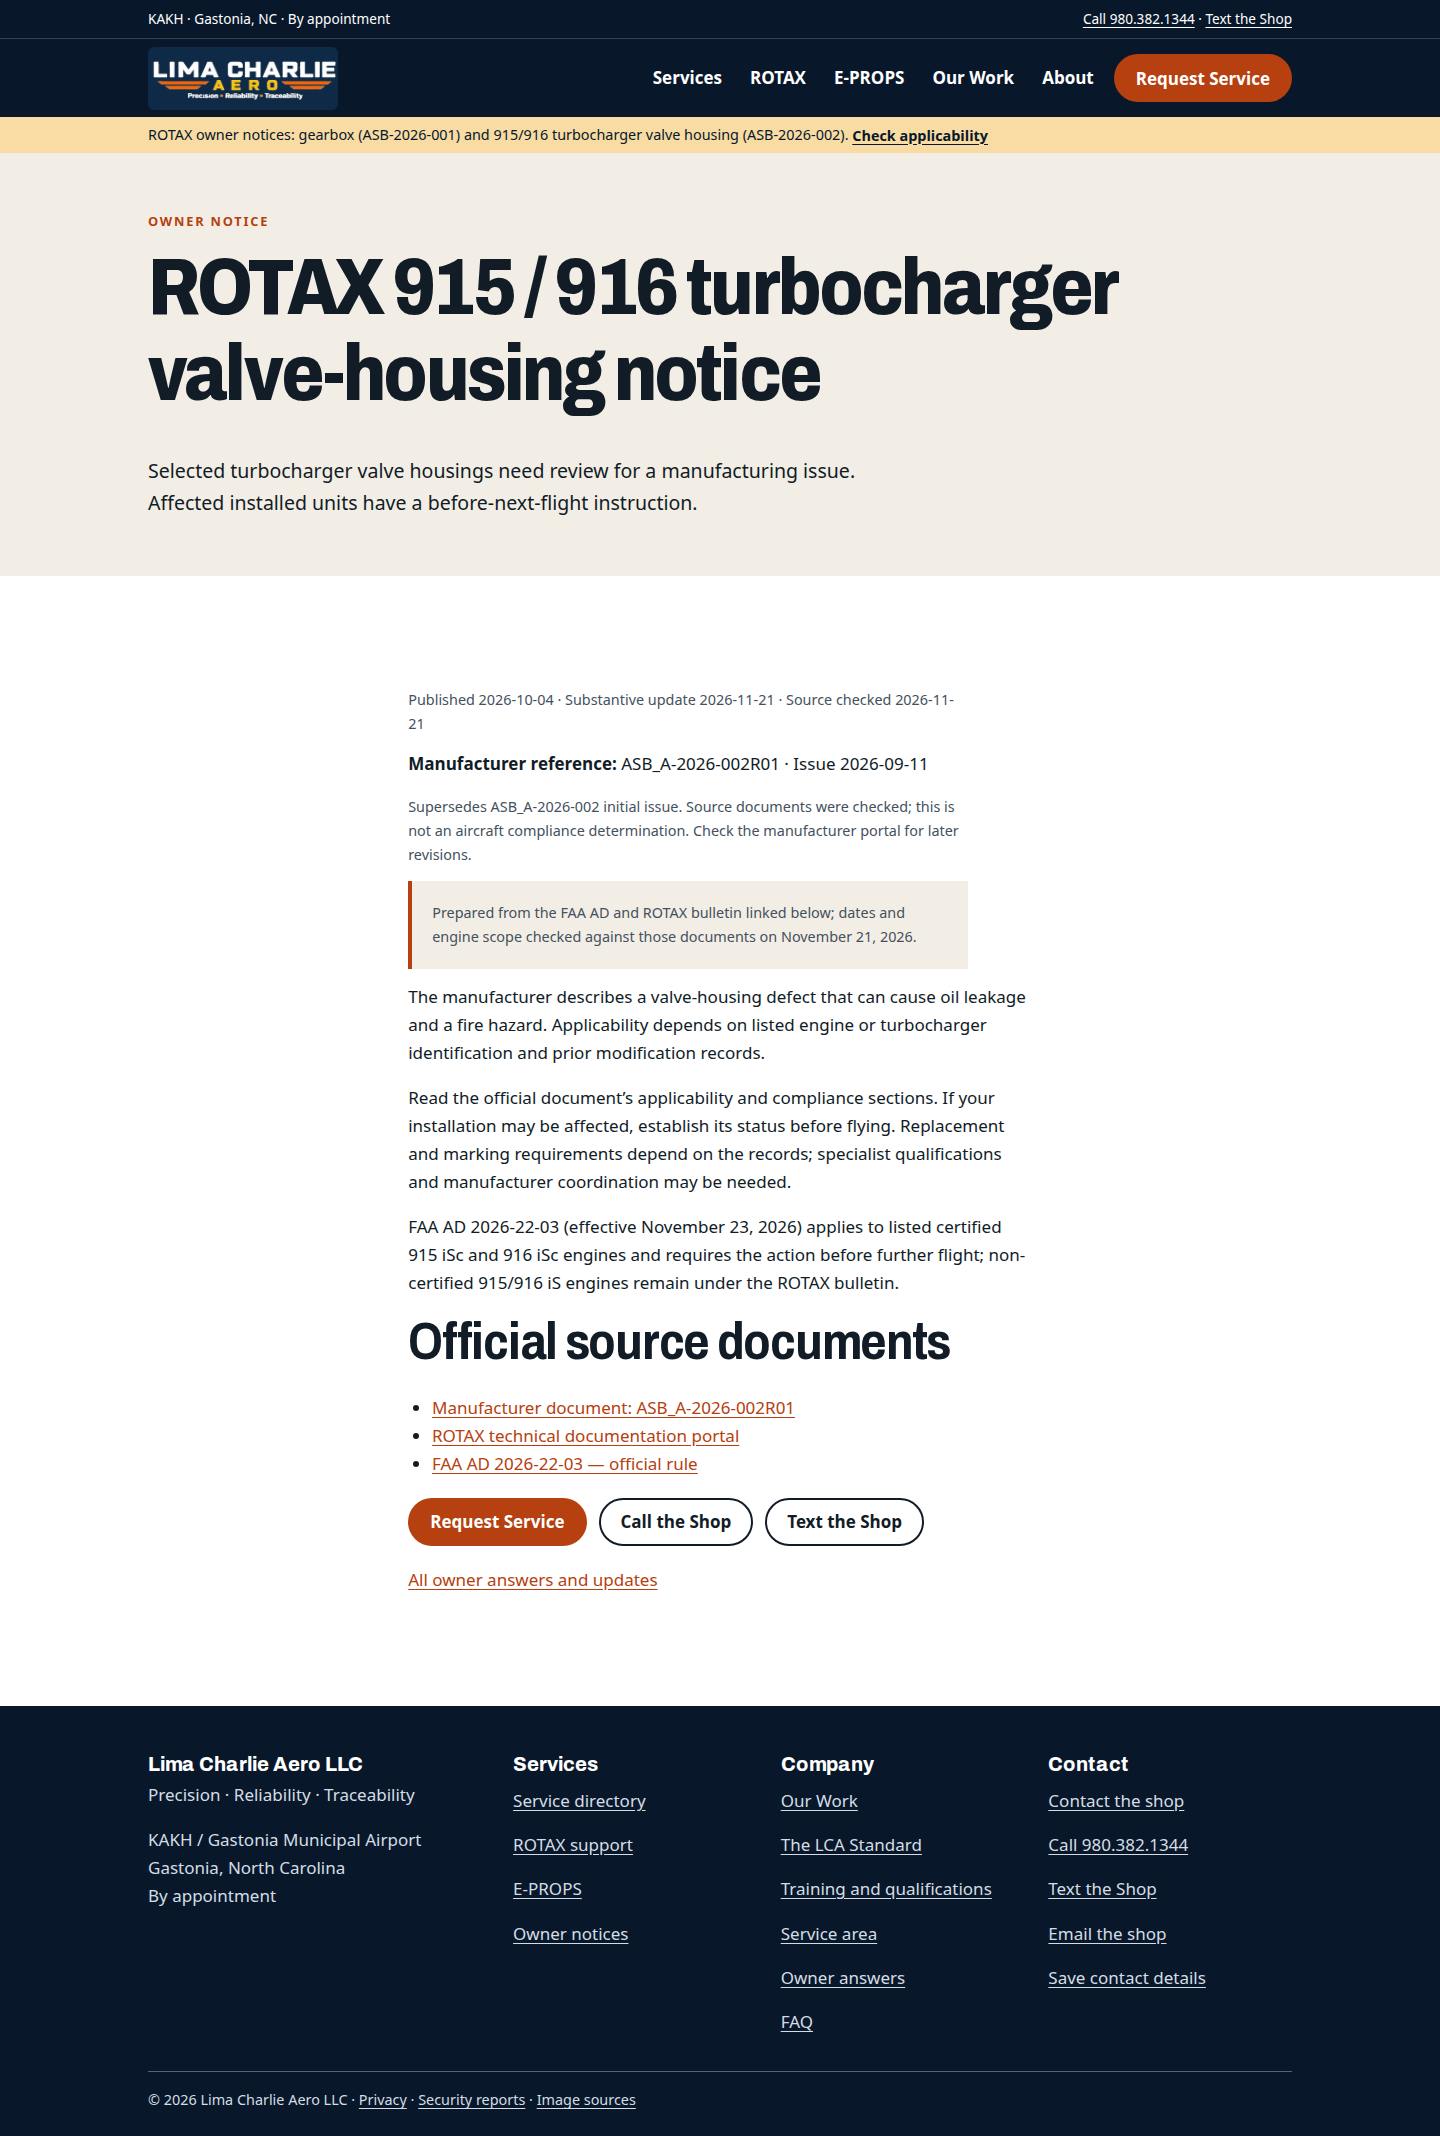 KAKH · Gastonia, NC · By appointment
Call 980.382.1344 · Text the Shop
LIMA CHARLIE
AERO
Precision • Reliability • Traceability
Services ROTAX E-PROPS Our Work About Request Service
ROTAX owner notices: gearbox (ASB-2026-001) and 915/916 turbocharger valve housing (ASB-2026-002). Check applicability
OWNER NOTICE
ROTAX 915 / 916 turbocharger
valve-housing notice
Selected turbocharger valve housings need review for a manufacturing issue.
Affected installed units have a before-next-flight instruction.
Published 2026-10-04 · Substantive update 2026-11-21 · Source checked 2026-11-
21
Manufacturer reference: ASB_A-2026-002R01 · Issue 2026-09-11
Supersedes ASB_A-2026-002 initial issue. Source documents were checked; this is
not an aircraft compliance determination. Check the manufacturer portal for later
revisions.
Prepared from the FAA AD and ROTAX bulletin linked below; dates and
engine scope checked against those documents on November 21, 2026.
The manufacturer describes a valve-housing defect that can cause oil leakage
and a fire hazard. Applicability depends on listed engine or turbocharger
identification and prior modification records.
Read the official document’s applicability and compliance sections. If your
installation may be affected, establish its status before flying. Replacement
and marking requirements depend on the records; specialist qualifications
and manufacturer coordination may be needed.
FAA AD 2026-22-03 (effective November 23, 2026) applies to listed certified
915 iSc and 916 iSc engines and requires the action before further flight; non-
certified 915/916 iS engines remain under the ROTAX bulletin.
Official source documents
• Manufacturer document: ASB_A-2026-002R01
• ROTAX technical documentation portal
• FAA AD 2026-22-03 — official rule
Request Service Call the Shop Text the Shop
All owner answers and updates
Lima Charlie Aero LLC
Precision · Reliability · Traceability
KAKH / Gastonia Municipal Airport
Gastonia, North Carolina
By appointment
Services
Service directory
ROTAX support
E-PROPS
Owner notices
Company
Our Work
The LCA Standard
Training and qualifications
Service area
Owner answers
FAQ
Contact
Contact the shop
Call 980.382.1344
Text the Shop
Email the shop
Save contact details
© 2026 Lima Charlie Aero LLC · Privacy · Security reports · Image sources